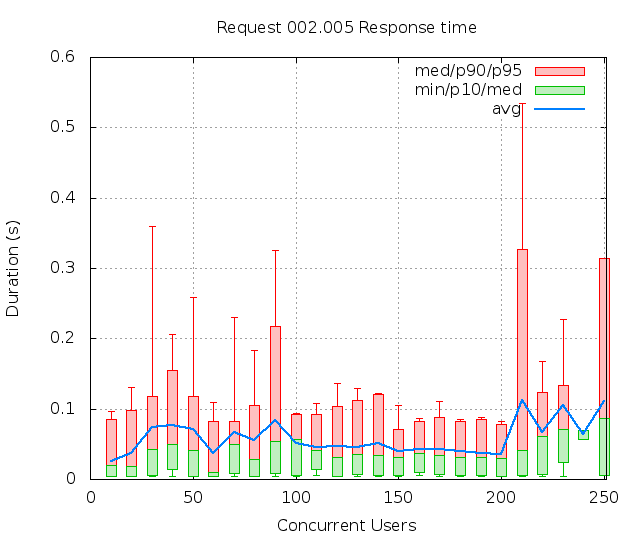 Request 002.005 Response time
med/p90/p95
min/p10/med
avg
Duration (s)
0.6
0.5
0.4
0.3
0.2
0.1
0
0 50 100 150 200 250
Concurrent Users